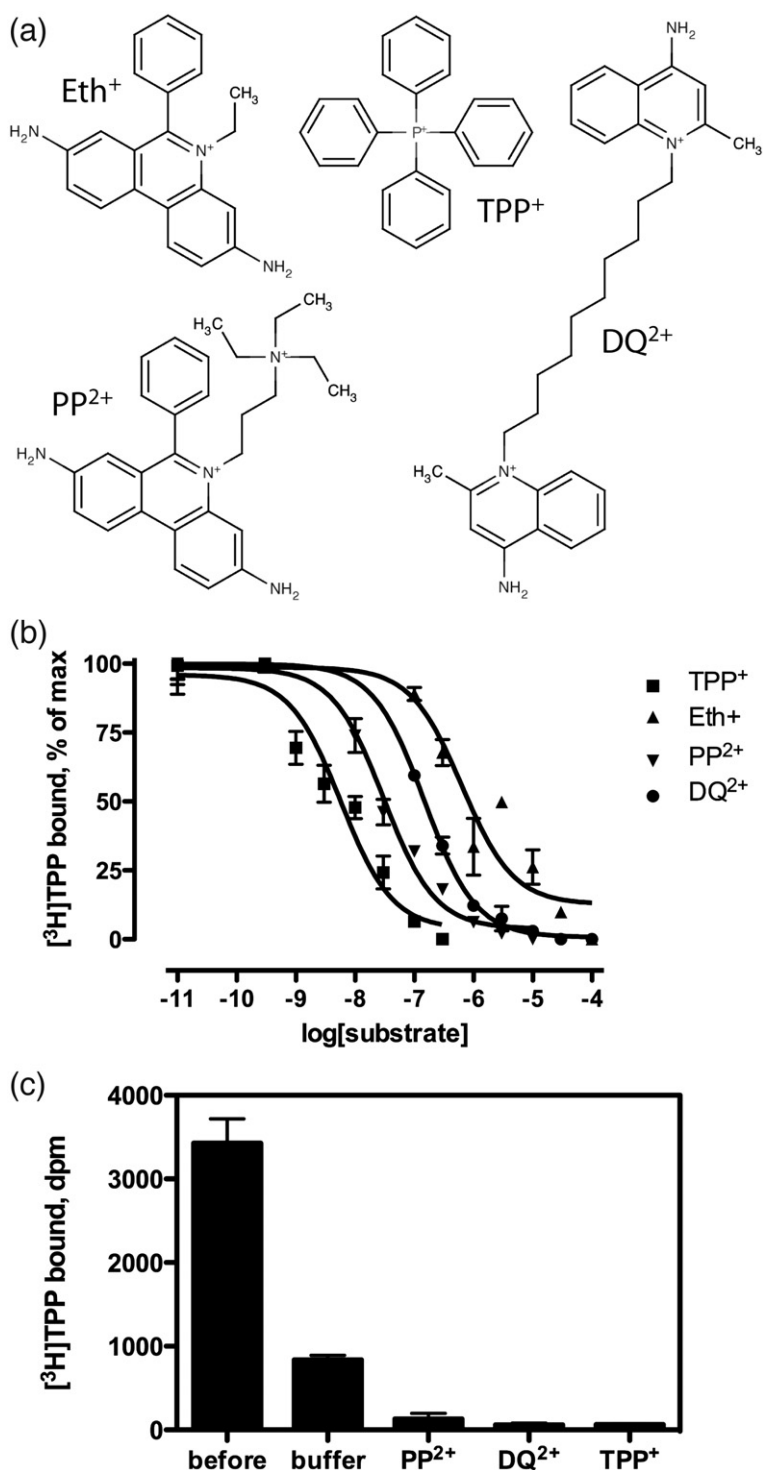 (a)
Eth⁺
CH₃
N⁺
H₂N
NH₂
P⁺
TPP⁺
NH₂
N⁺
CH₃
DQ²⁺
H₃C
N⁺
NH₂
PP²⁺
CH₃
H₃C
N⁺
CH₃
H₂N
N⁺
NH₂
(b)
[³H]TPP bound, % of max
100
75
50
25
0
-11 -10 -9 -8 -7 -6 -5 -4
log[substrate]
TPP⁺
Eth+
PP²⁺
DQ²⁺
(c)
[³H]TPP bound, dpm
4000
3000
2000
1000
0
before buffer PP²⁺ DQ²⁺ TPP⁺